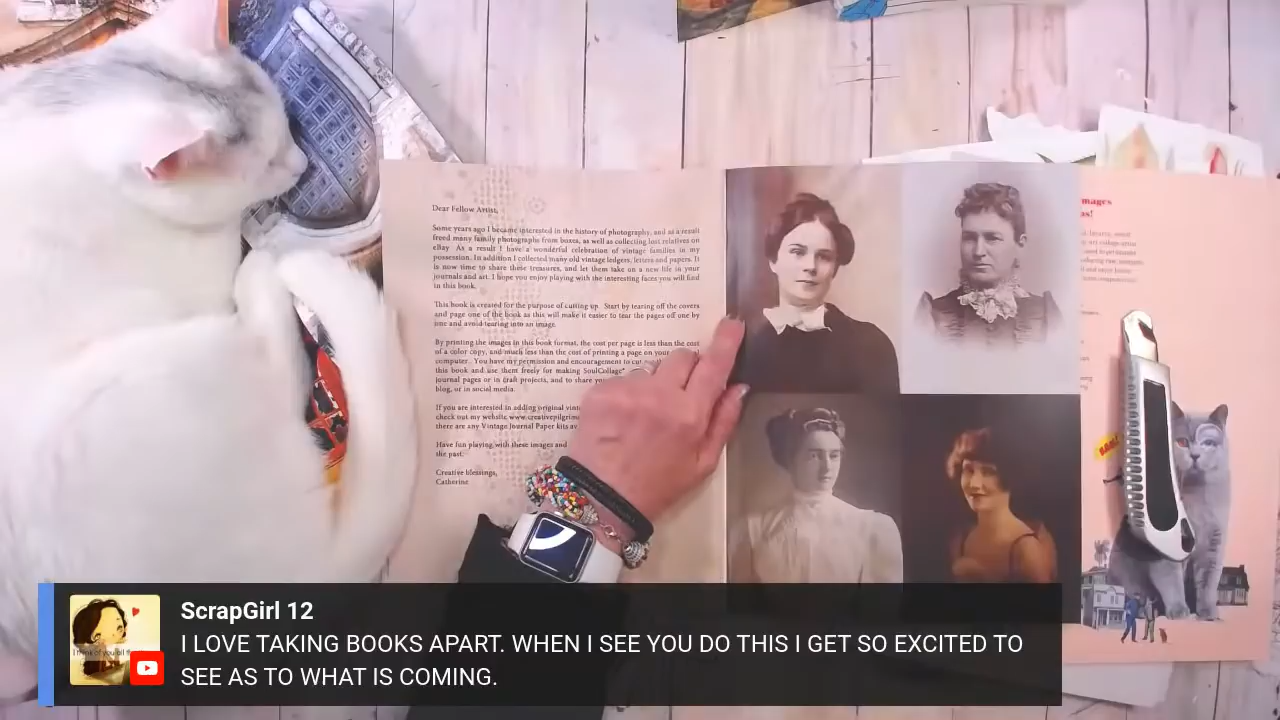 Dear Fellow Artist,
Some years ago I became interested in the history of photography, and as a result
freed many family photographs from boxes, as well as collecting lost relatives on
eBay. As a result I have a wonderful celebration of vintage families in my
possession. In addition I collected many old vintage ledgers, letters and papers. It
is now time to share these treasures, and let them take on a new life in your
journals and art. I hope you enjoy playing with the interesting faces you will find
in this book.
This book is created for the purpose of cutting up. Start by tearing off the covers
and page one of the book as this will make it easier to tear the pages off one by
one and avoid tearing into an image.
By printing the images in this book format, the cost per page is less than the cost
of a color copy, and much less than the cost of printing a page on your
computer. You have my permission and encouragement to cut
this book and use them freely for making SoulCollage®
journal pages or in craft projects, and to share
blog, or in social media.
If you are interested in adding original
check out my website www.
there are any Vintage Journal Paper kits
Have fun playing with these images and
the past.
Creative blessings,
Catherine
ScrapGirl 12
I LOVE TAKING BOOKS APART. WHEN I SEE YOU DO THIS I GET SO EXCITED TO
SEE AS TO WHAT IS COMING.